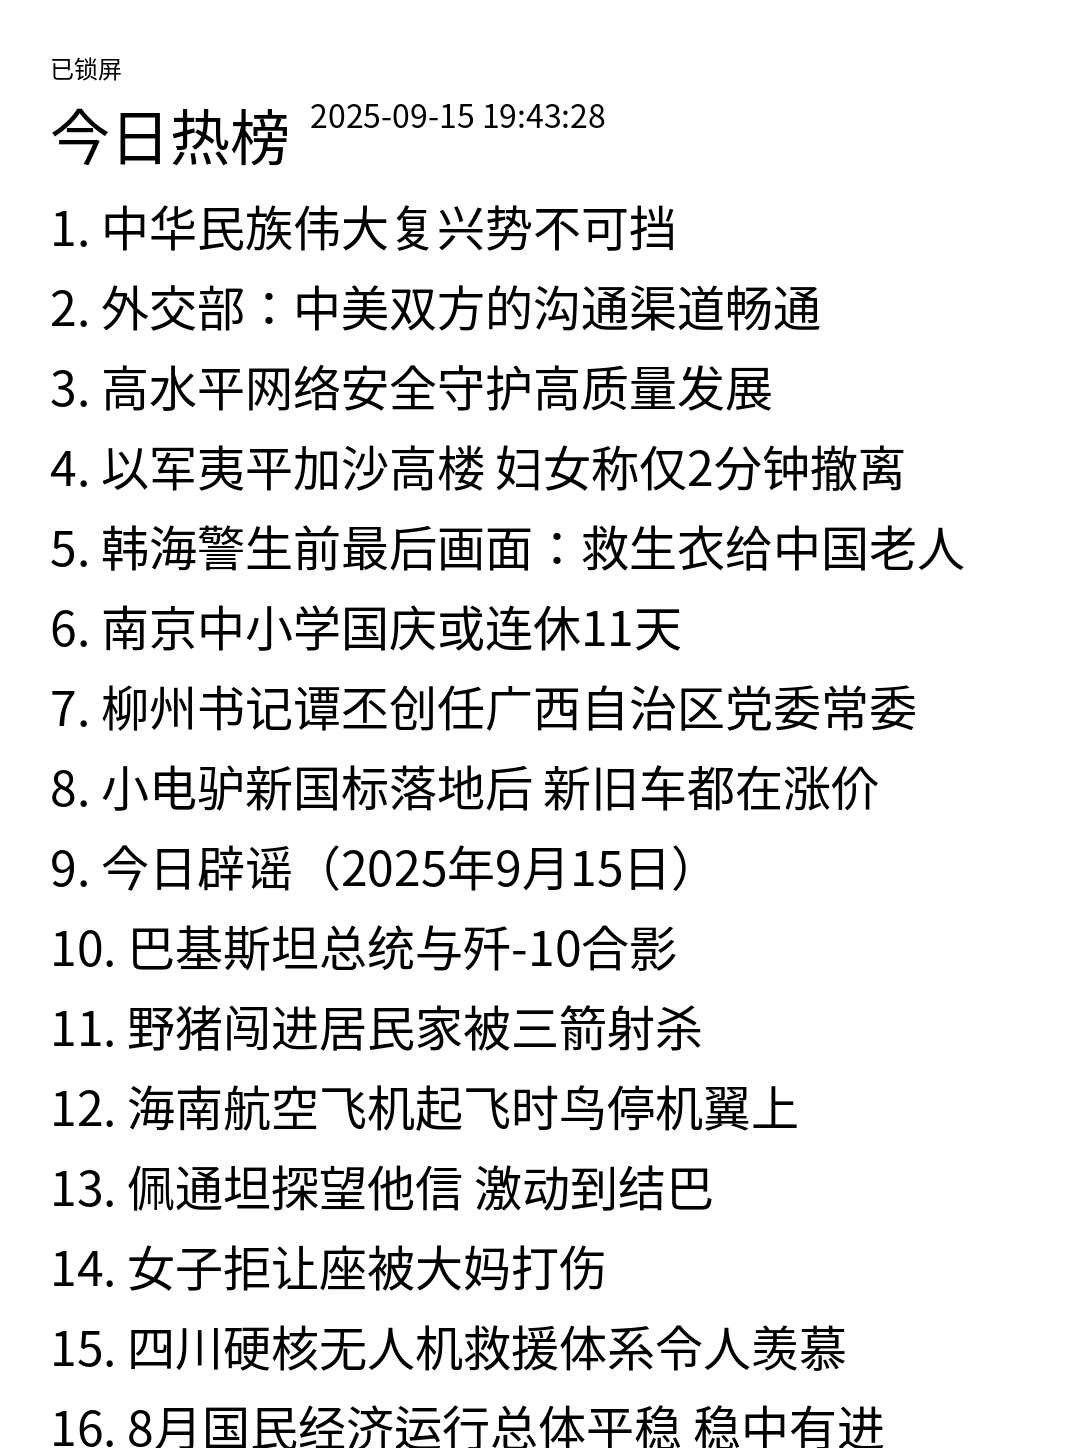 已锁屏
今日热榜 2025-09-15 19:43:28
1. 中华民族伟大复兴势不可挡
2. 外交部：中美双方的沟通渠道畅通
3. 高水平网络安全守护高质量发展
4. 以军夷平加沙高楼 妇女称仅2分钟撤离
5. 韩海警生前最后画面：救生衣给中国老人
6. 南京中小学国庆或连休11天
7. 柳州书记谭丕创任广西自治区党委常委
8. 小电驴新国标落地后 新旧车都在涨价
9. 今日辟谣（2025年9月15日）
10. 巴基斯坦总统与歼-10合影
11. 野猪闯进居民家被三箭射杀
12. 海南航空飞机起飞时鸟停机翼上
13. 佩通坦探望他信 激动到结巴
14. 女子拒让座被大妈打伤
15. 四川硬核无人机救援体系令人羡慕
16. 8月国民经济运行总体平稳 稳中有进